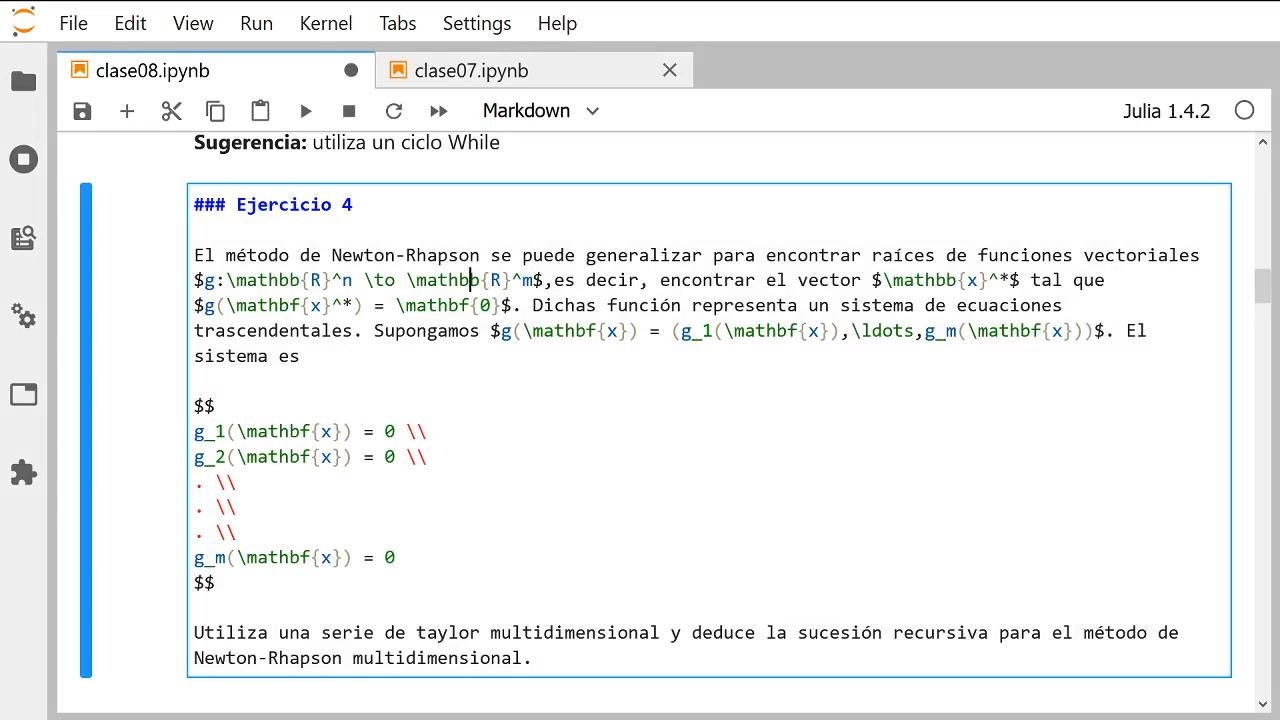 File Edit View Run Kernel Tabs Settings Help
clase08.ipynb clase07.ipynb
Markdown Julia 1.4.2
Sugerencia: utiliza un ciclo While
### Ejercicio 4
El método de Newton-Rhapson se puede generalizar para encontrar raíces de funciones vectoriales
$g:\mathbb{R}^n \to \mathbb{R}^m$,es decir, encontrar el vector $\mathbb{x}^*$ tal que
$g(\mathbf{x}^*) = \mathbf{0}$. Dichas función representa un sistema de ecuaciones
trascendentales. Supongamos $g(\mathbf{x}) = (g_1(\mathbf{x}),\ldots,g_m(\mathbf{x}))$. El
sistema es
$$
g_1(\mathbf{x}) = 0 \\
g_2(\mathbf{x}) = 0 \\
. \\
. \\
. \\
g_m(\mathbf{x}) = 0
$$
Utiliza una serie de taylor multidimensional y deduce la sucesión recursiva para el método de
Newton-Rhapson multidimensional.